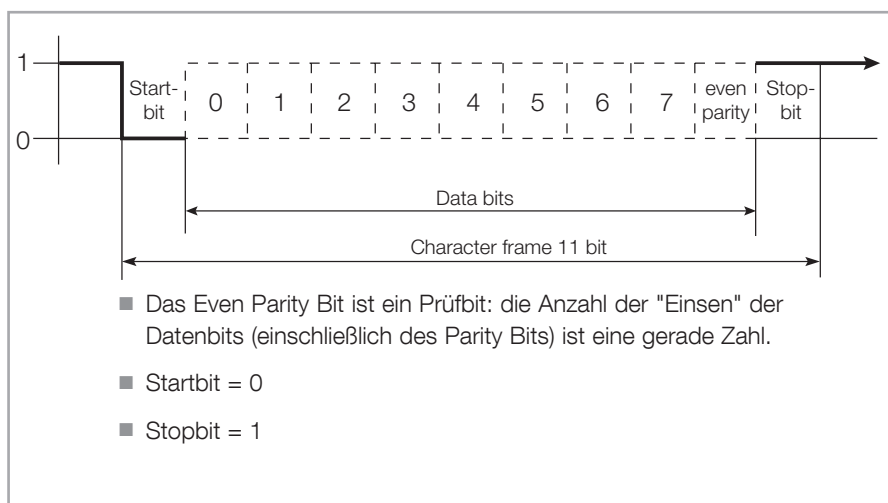 1
0
Start-
bit
0 1 2 3 4 5 6 7
even
parity
Stop-
bit
Data bits
Character frame 11 bit
■ Das Even Parity Bit ist ein Prüfbit: die Anzahl der "Einsen" der
Datenbits (einschließlich des Parity Bits) ist eine gerade Zahl.
■ Startbit = 0
■ Stopbit = 1